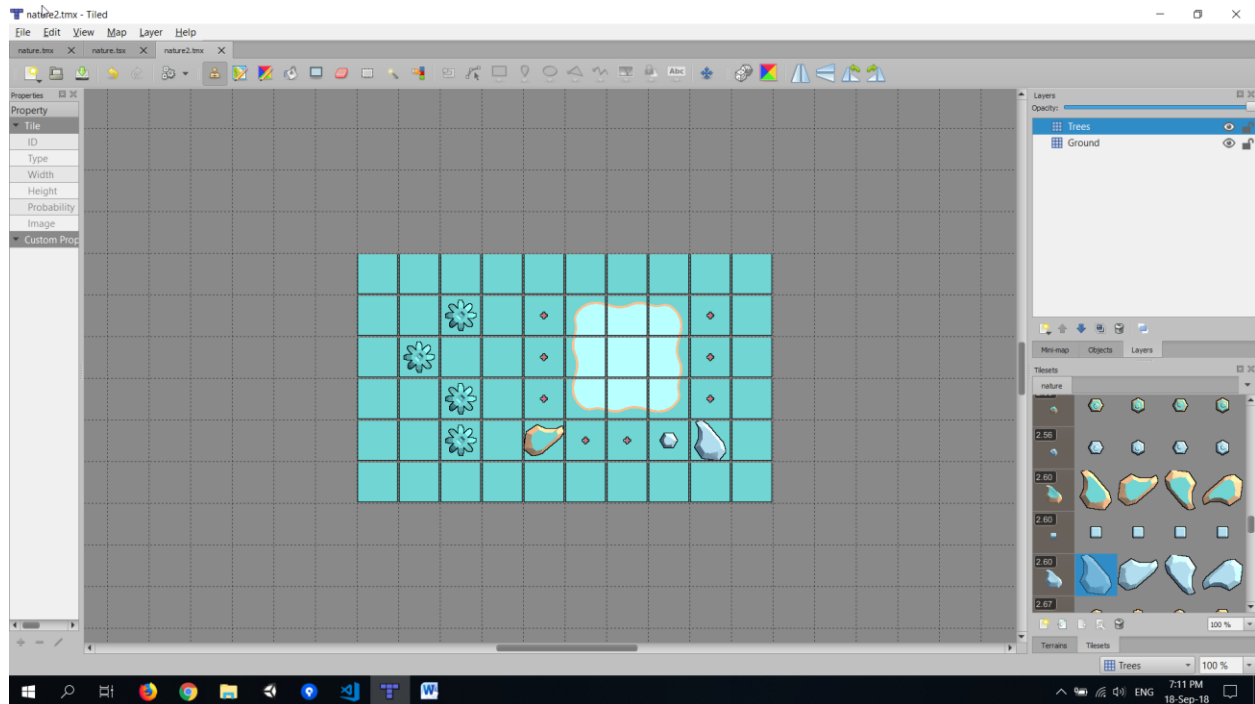 nature2.tmx - Tiled
File Edit View Map Layer Help
nature.tmx nature.tsx nature2.tmx
Abc
Properties
Property
Tile
ID
Type
Width
Height
Probability
Image
Custom Prop
Layers
Opacity:
Trees
Ground
Mini-map Objects Layers
Tilesets
nature
2.56
2.60
2.60
2.60
2.67
100 %
Terrains Tilesets
Trees 100 %
ENG
7:11 PM
18-Sep-18